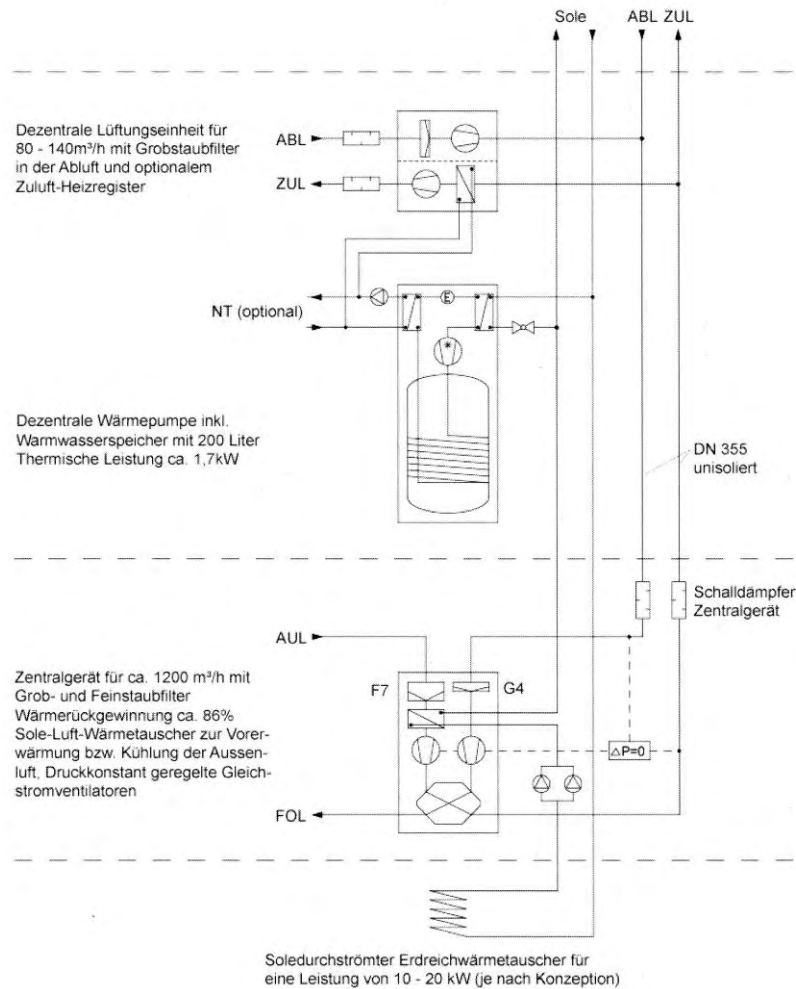 Sole ABL ZUL
Dezentrale Lüftungseinheit für
80 - 140m³/h mit Grobstaubfilter
in der Abluft und optionalem
Zuluft-Heizregister
ABL
ZUL
NT (optional)
E
*
Dezentrale Wärmepumpe inkl.
Warmwasserspeicher mit 200 Liter
Thermische Leistung ca. 1,7kW
DN 355
unisoliert
Schalldämpfer
Zentralgerät
AUL
Zentralgerät für ca. 1200 m³/h mit
Grob- und Feinstaubfilter
Wärmerückgewinnung ca. 86%
Sole-Luft-Wärmetauscher zur Vorer-
wärmung bzw. Kühlung der Aussen-
luft, Druckkonstant geregelte Gleich-
stromventilatoren
F7 G4
△P=0
FOL
Soledurchströmter Erdreichwärmetauscher für
eine Leistung von 10 - 20 kW (je nach Konzeption)